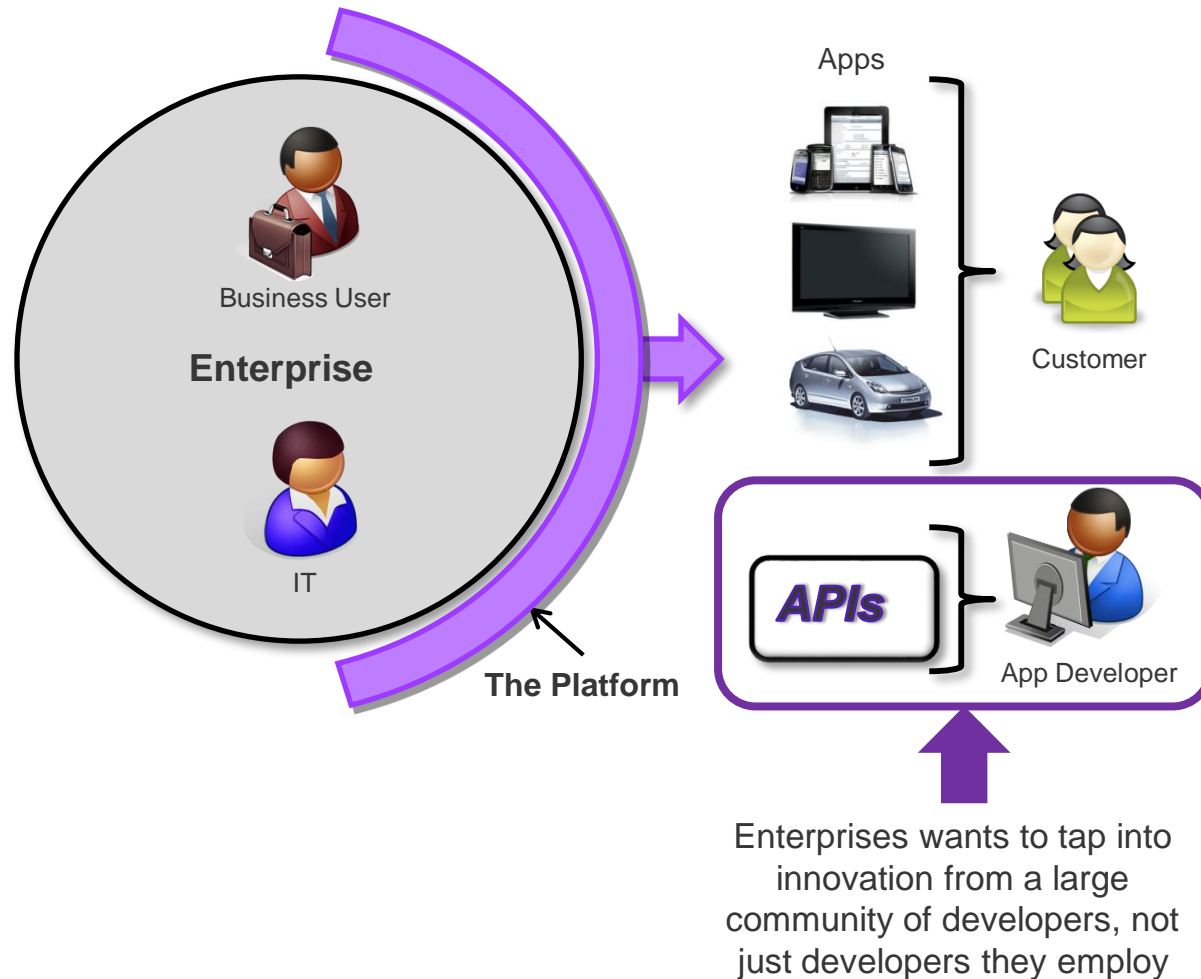 Apps
Business User
Enterprise
Customer
IT
APIs
The Platform
App Developer
Enterprises wants to tap into
innovation from a large
community of developers, not
just developers they employ